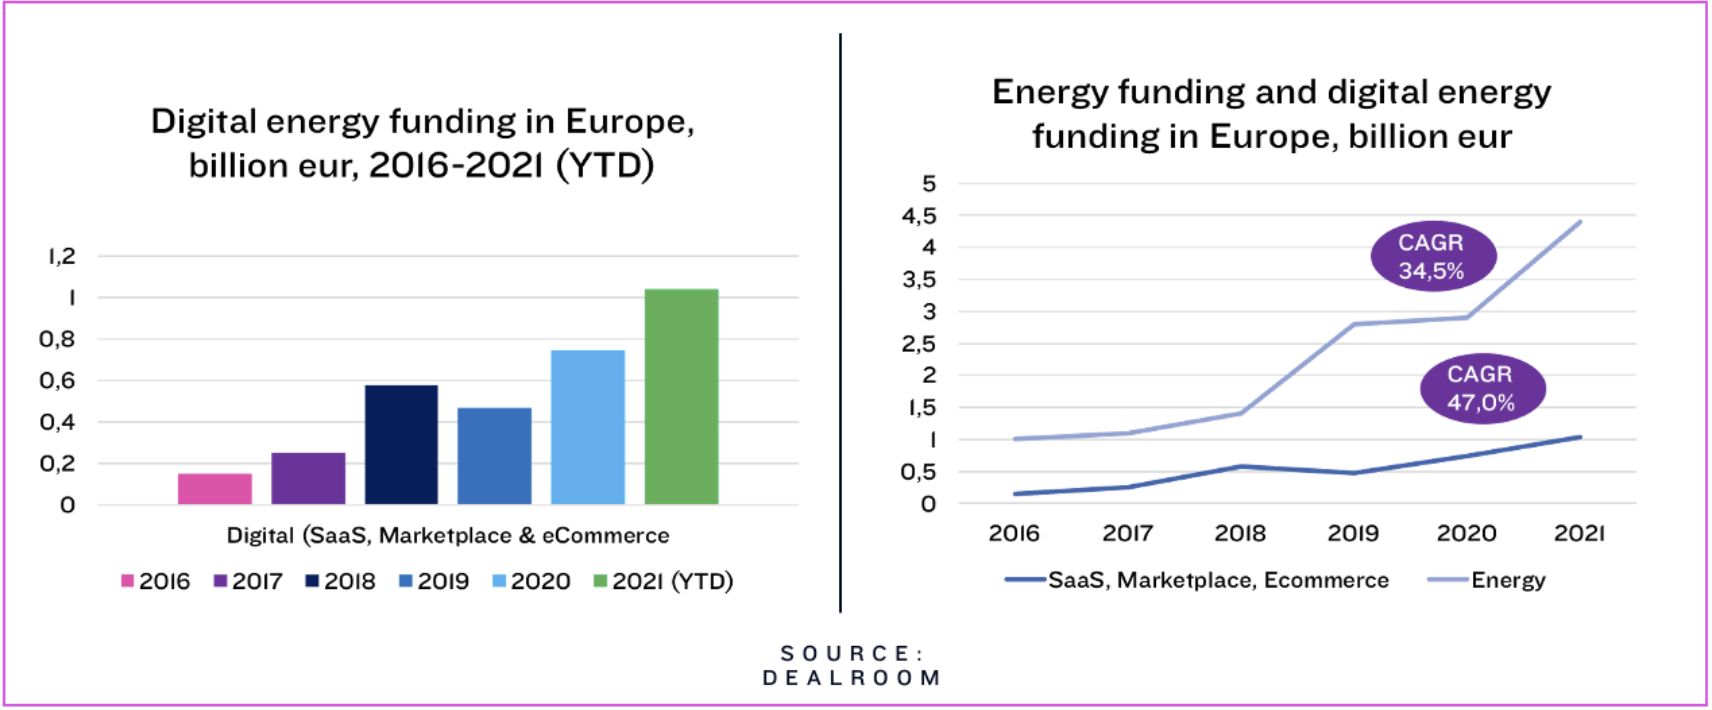 Digital energy funding in Europe,
billion eur, 2016-2021 (YTD)
1,2
1
0,8
0,6
0,4
0,2
0
Digital (SaaS, Marketplace & eCommerce
2016 2017 2018 2019 2020 2021 (YTD)
Energy funding and digital energy
funding in Europe, billion eur
5
4,5
4
3,5
3
2,5
2
1,5
1
0,5
0
CAGR
34,5%
CAGR
47,0%
2016 2017 2018 2019 2020 2021
SaaS, Marketplace, Ecommerce Energy
SOURCE:
DEALROOM